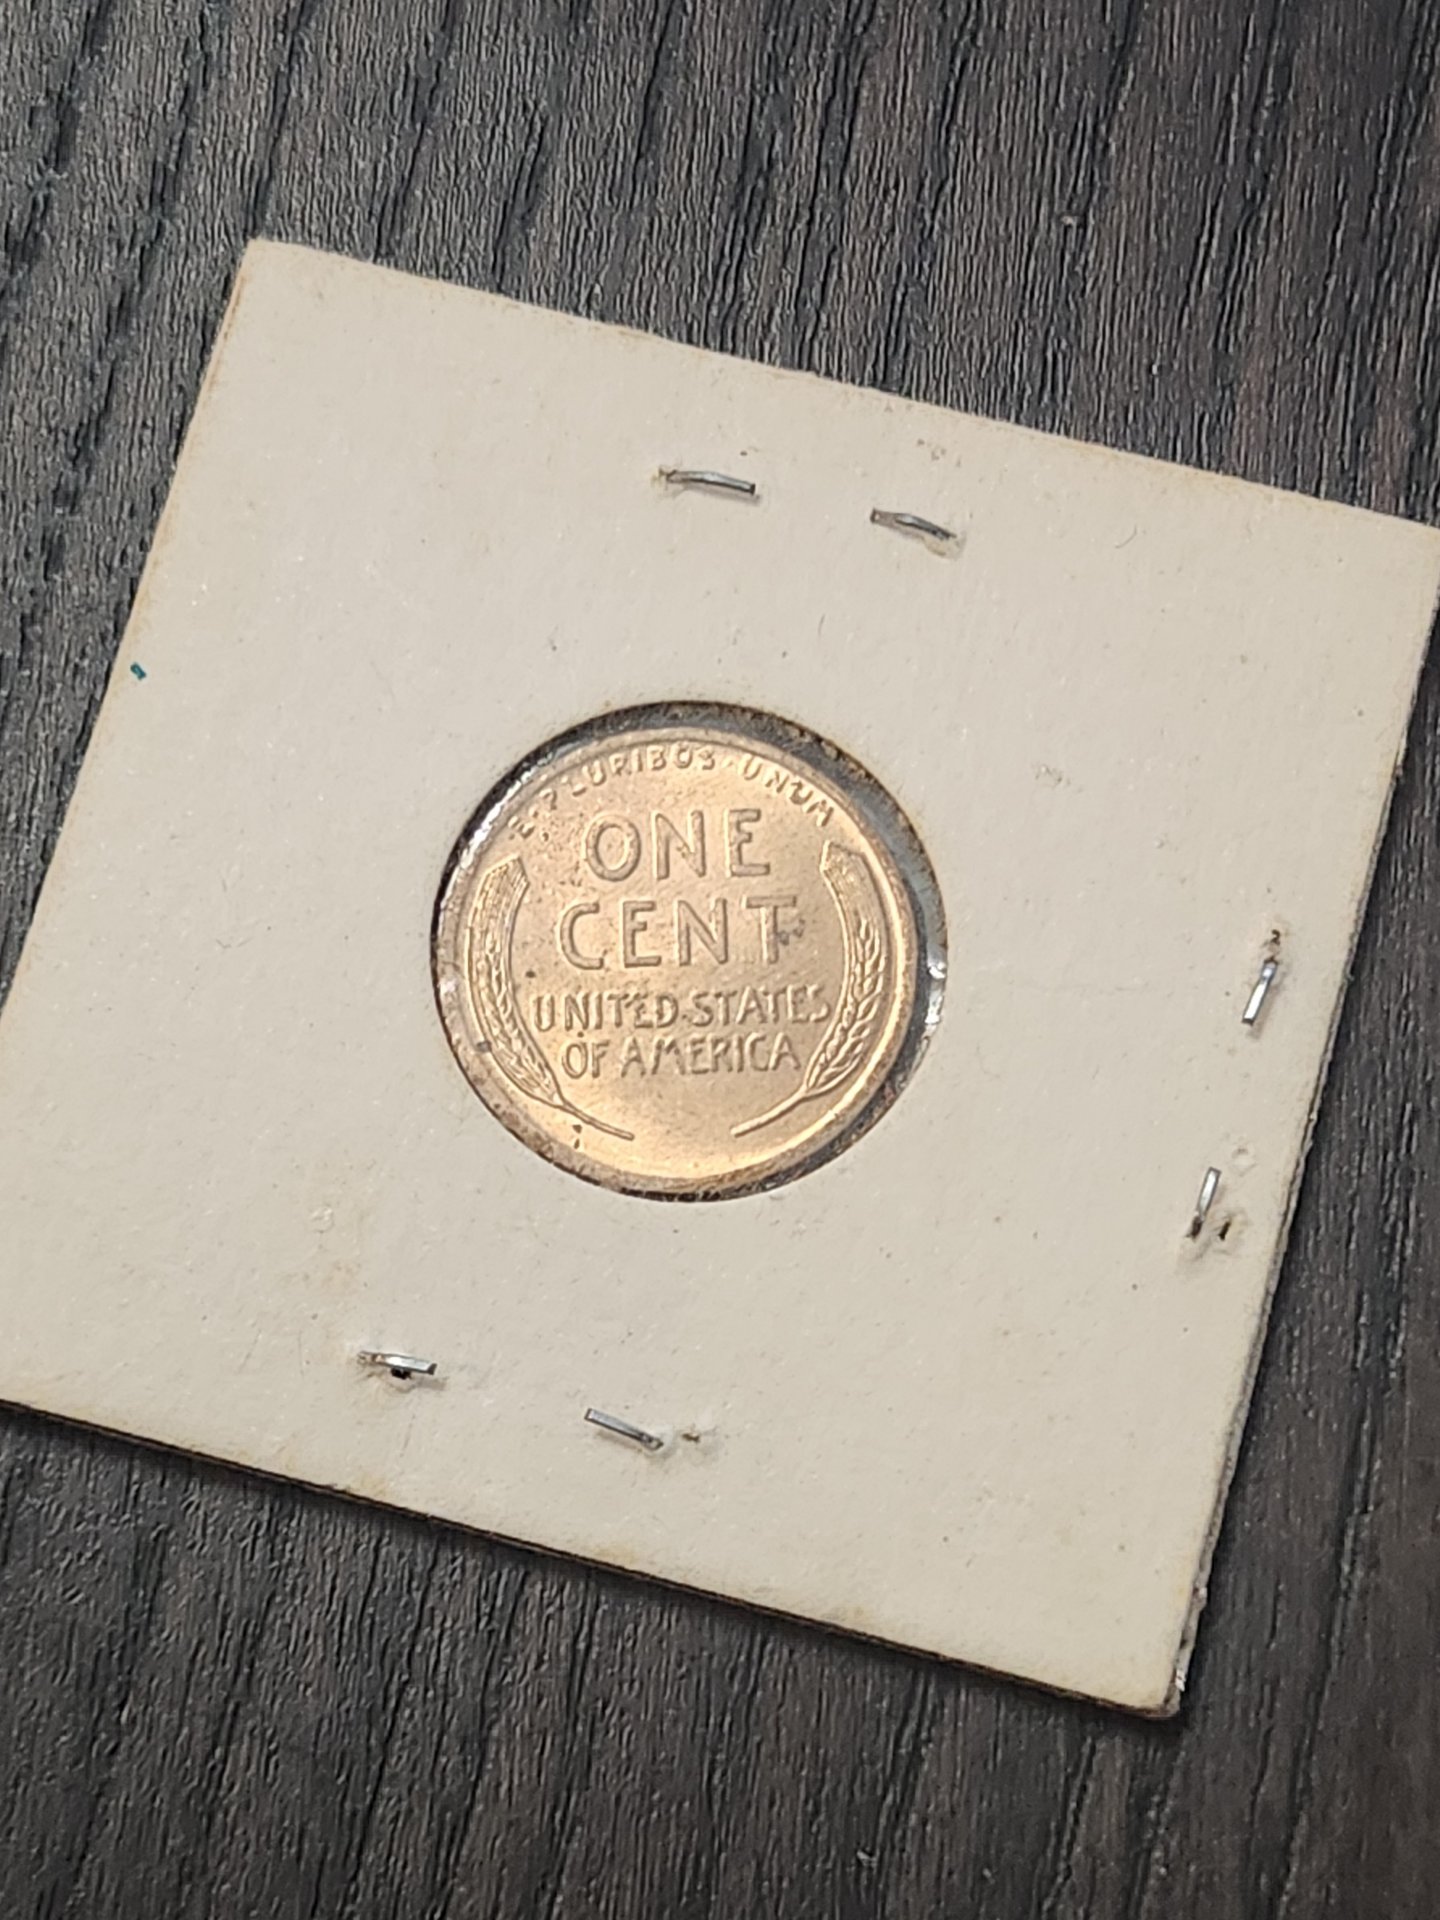 E·PLURIBUS·UNUM
ONE
CENT
UNITED·STATES
OF AMERICA